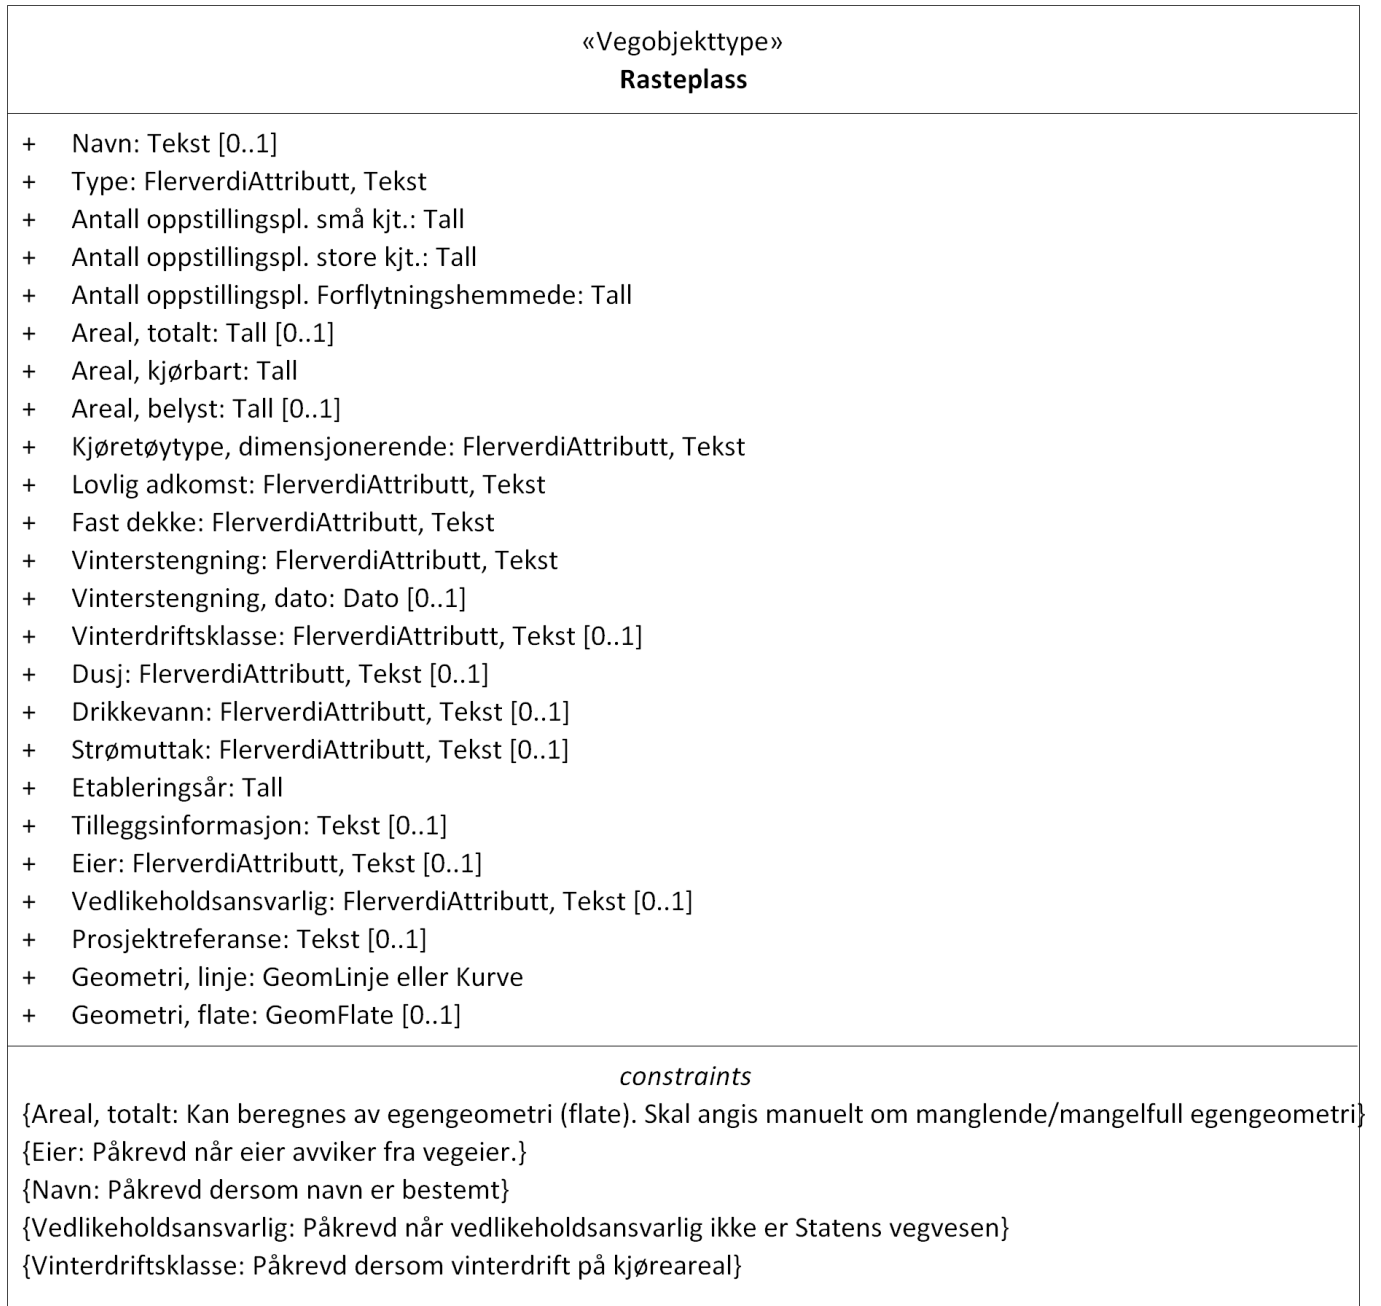 «Vegobjekttype»
Rasteplass
+ Navn: Tekst [0..1]
+ Type: FlerverdiAttributt, Tekst
+ Antall oppstillingspl. små kjt.: Tall
+ Antall oppstillingspl. store kjt.: Tall
+ Antall oppstillingspl. Forflytningshemmede: Tall
+ Areal, totalt: Tall [0..1]
+ Areal, kjørbart: Tall
+ Areal, belyst: Tall [0..1]
+ Kjøretøytype, dimensjonerende: FlerverdiAttributt, Tekst
+ Lovlig adkomst: FlerverdiAttributt, Tekst
+ Fast dekke: FlerverdiAttributt, Tekst
+ Vinterstengning: FlerverdiAttributt, Tekst
+ Vinterstengning, dato: Dato [0..1]
+ Vinterdriftsklasse: FlerverdiAttributt, Tekst [0..1]
+ Dusj: FlerverdiAttributt, Tekst [0..1]
+ Drikkevann: FlerverdiAttributt, Tekst [0..1]
+ Strømuttak: FlerverdiAttributt, Tekst [0..1]
+ Etableringsår: Tall
+ Tilleggsinformasjon: Tekst [0..1]
+ Eier: FlerverdiAttributt, Tekst [0..1]
+ Vedlikeholdsansvarlig: FlerverdiAttributt, Tekst [0..1]
+ Prosjektreferanse: Tekst [0..1]
+ Geometri, linje: GeomLinje eller Kurve
+ Geometri, flate: GeomFlate [0..1]
constraints
{Areal, totalt: Kan beregnes av egengeometri (flate). Skal angis manuelt om manglende/mangelfull egengeometri}
{Eier: Påkrevd når eier avviker fra vegeier.}
{Navn: Påkrevd dersom navn er bestemt}
{Vedlikeholdsansvarlig: Påkrevd når vedlikeholdsansvarlig ikke er Statens vegvesen}
{Vinterdriftsklasse: Påkrevd dersom vinterdrift på kjøreareal}